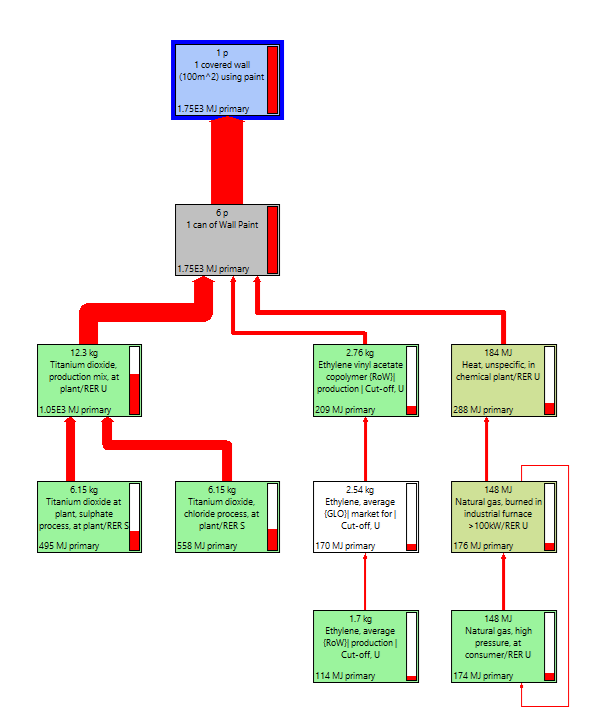 1 p
1 covered wall
(100m^2) using paint
1.75E3 MJ primary
6 p
1 can of Wall Paint
1.75E3 MJ primary
12.3 kg
Titanium dioxide,
production mix, at
plant/RER U
1.05E3 MJ primary
2.76 kg
Ethylene vinyl acetate
copolymer {RoW}|
production | Cut-off, U
209 MJ primary
184 MJ
Heat, unspecific, in
chemical plant/RER U
288 MJ primary
6.15 kg
Titanium dioxide at
plant, sulphate
process, at plant/RER S
495 MJ primary
6.15 kg
Titanium dioxide,
chloride process, at
plant/RER S
558 MJ primary
2.54 kg
Ethylene, average
{GLO}| market for |
Cut-off, U
170 MJ primary
148 MJ
Natural gas, burned in
industrial furnace
>100kW/RER U
176 MJ primary
1.7 kg
Ethylene, average
{RoW}| production |
Cut-off, U
114 MJ primary
148 MJ
Natural gas, high
pressure, at
consumer/RER U
174 MJ primary